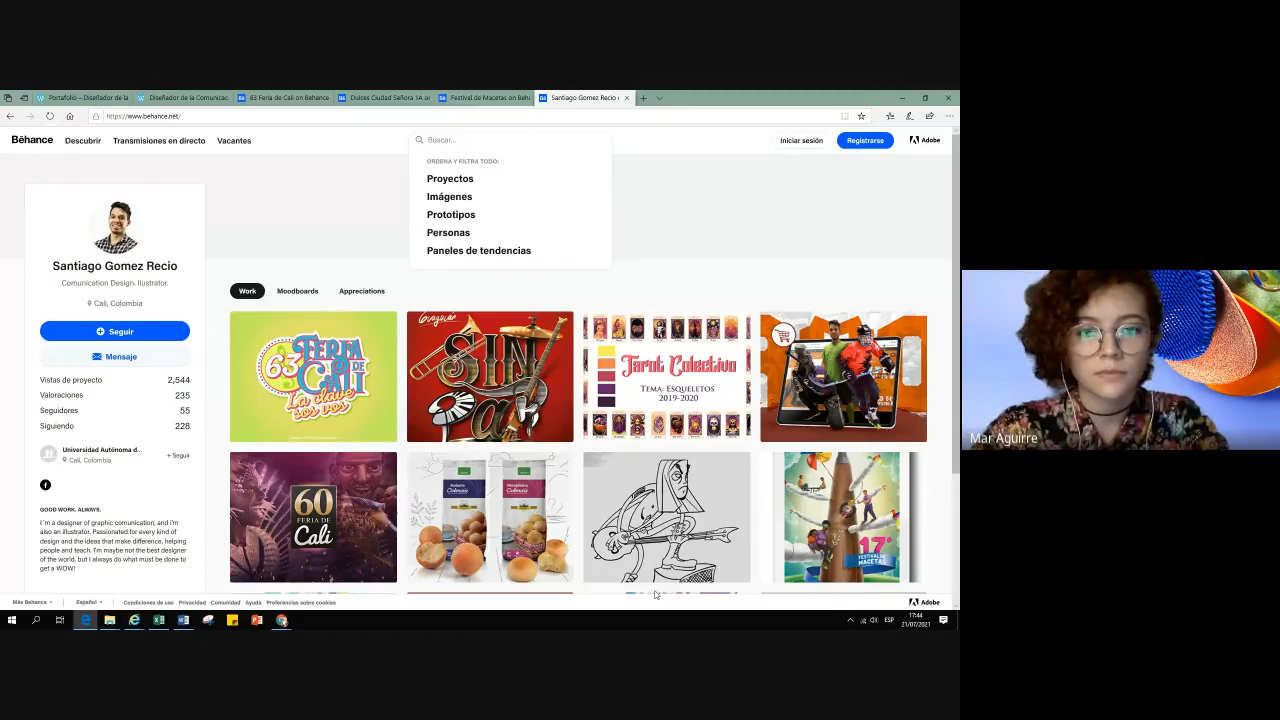 Portafolio – Diseñador de la
Diseñador de la Comunicac
63 Feria de Cali on Behance
Dulces Ciudad Señora 1A on
Festival de Macetas on Beha
Santiago Gomez Recio
https://www.behance.net/
Bēhance
Descubrir
Transmisiones en directo
Vacantes
Buscar...
Iniciar sesión
Registrarse
Adobe
ORDENA Y FILTRA TODO:
Proyectos
Imágenes
Prototipos
Personas
Paneles de tendencias
Santiago Gomez Recio
Comunication Design. Ilustrator.
Cali, Colombia
Seguir
Mensaje
Vistas de proyecto 2,544
Valoraciones 235
Seguidores 55
Siguiendo 228
Universidad Autónoma d...
Cali, Colombia
+ Seguir
GOOD WORK. ALWAYS.
I´m a designer of graphic comunication, and i'm
also an illustrator. Passionated for every kind of
design and the ideas that make difference, helping
people and teach. I'm maybe not the best designer
of the world, but I always do what must be done to
get a WOW!
Work
Moodboards
Appreciations
63 FERIA
DE
CALI
La clave
sos vos
SIN
Tarot Colectivo
TEMA: ESQUELETOS
2019-2020
60
FERIA DE
Cali
17°
FESTIVAL DE
MACETAS
Más Behance
Español
Condiciones de uso
Privacidad
Comunidad
Ayuda
Preferencias sobre cookies
Adobe
ESP
17:44
21/07/2021
Mar Aguirre